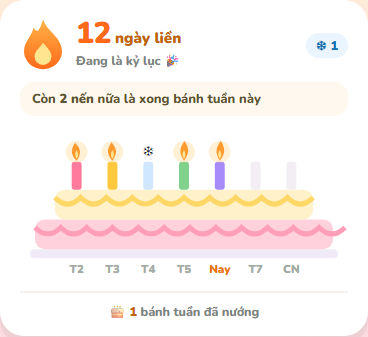 12 ngày liền
Đang là kỷ lục 🎉
❄ 1
Còn 2 nến nữa là xong bánh tuần này
T2 T3 T4 T5 Nay T7 CN
1 bánh tuần đã nướng